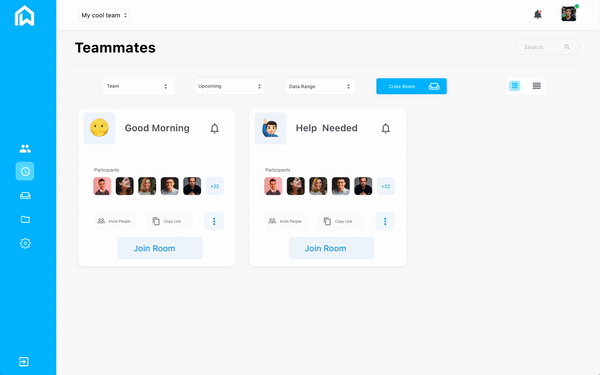 My cool team
Teammates
Search
Team
Upcoming
Data Range
Crate Room
Good Morning
Participants
+22
Invite People
Copy Link
Join Room
Help Needed
Participants
+22
Invite People
Copy Link
Join Room